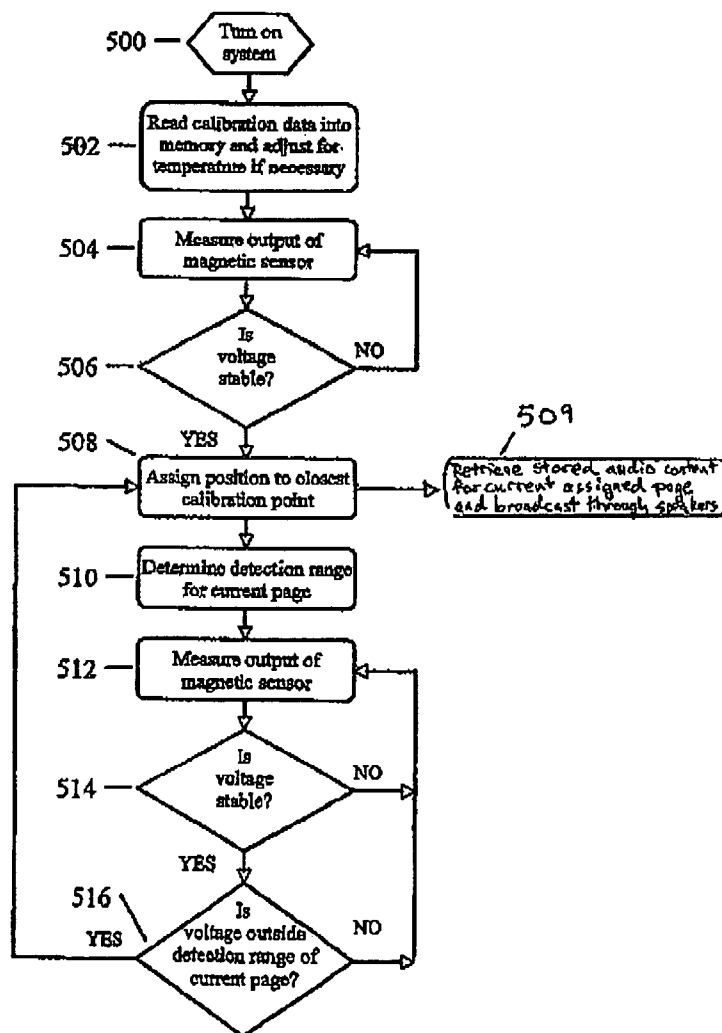 500
Turn on
system
502
Read calibration data into
memory and adjust for
temperature if necessary
504
Measure output of
magnetic sensor
506
Is
voltage
stable?
NO
YES
508
Assign position to closest
calibration point
509
Retrieve stored audio content
for current assigned page
and broadcast through speakers
510
Determine detection range
for current page
512
Measure output of
magnetic sensor
514
Is
voltage
stable?
NO
YES
516
YES
Is
voltage outside
detection range of
current page?
NO